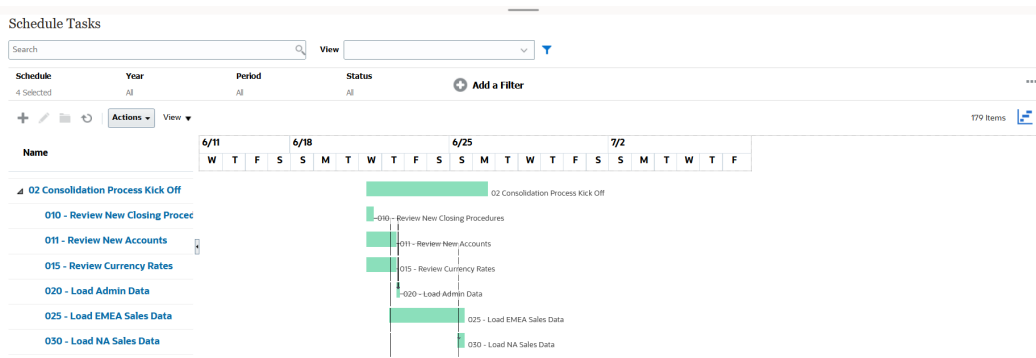 Schedule Tasks
Search
View
Schedule Year Period Status
4 Selected All All All
Add a Filter
Actions View
179 Items
Name
6/11 6/18 6/25 7/2
W T F S S M T W T F S S M T W T F S S M T W T F
02 Consolidation Process Kick Off 02 Consolidation Process Kick Off
010 - Review New Closing Proced 010 - Review New Closing Procedures
011 - Review New Accounts 011 - Review New Accounts
015 - Review Currency Rates 015 - Review Currency Rates
020 - Load Admin Data 020 - Load Admin Data
025 - Load EMEA Sales Data 025 - Load EMEA Sales Data
030 - Load NA Sales Data 030 - Load NA Sales Data